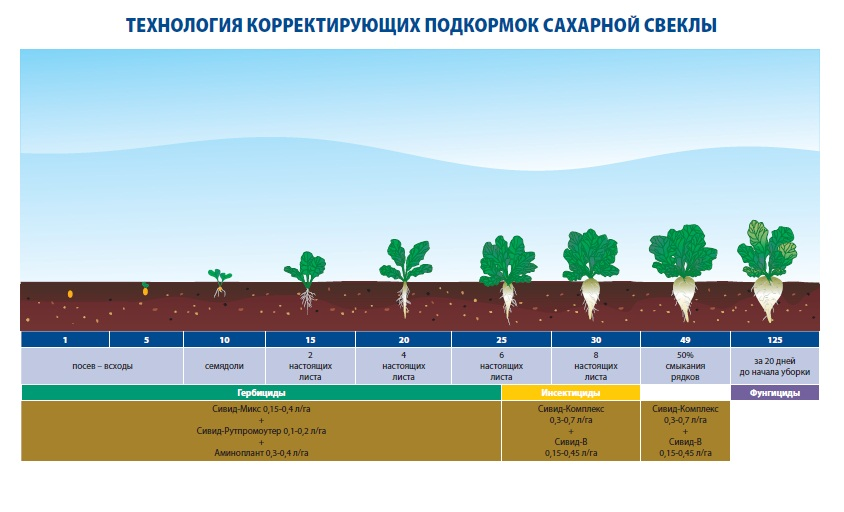 ТЕХНОЛОГИЯ КОРРЕКТИРУЮЩИХ ПОДКОРМОК САХАРНОЙ СВЕКЛЫ
1 5 10 15 20 25 30 49 125
посев – всходы
семядоли
2
настоящих
листа
4
настоящих
листа
6
настоящих
листа
8
настоящих
листа
50%
смыкания
рядков
за 20 дней
до начала уборки
Гербициды
Инсектициды
Фунгициды
Сивид-Микс 0,15-0,4 л/га
+
Сивид-Рутпромоутер 0,1-0,2 л/га
+
Аминоплант 0,3-0,4 л/га
Сивид-Комплекс
0,3-0,7 л/га
+
Сивид-В
0,15-0,45 л/га
Сивид-Комплекс
0,3-0,7 л/га
+
Сивид-В
0,15-0,45 л/га